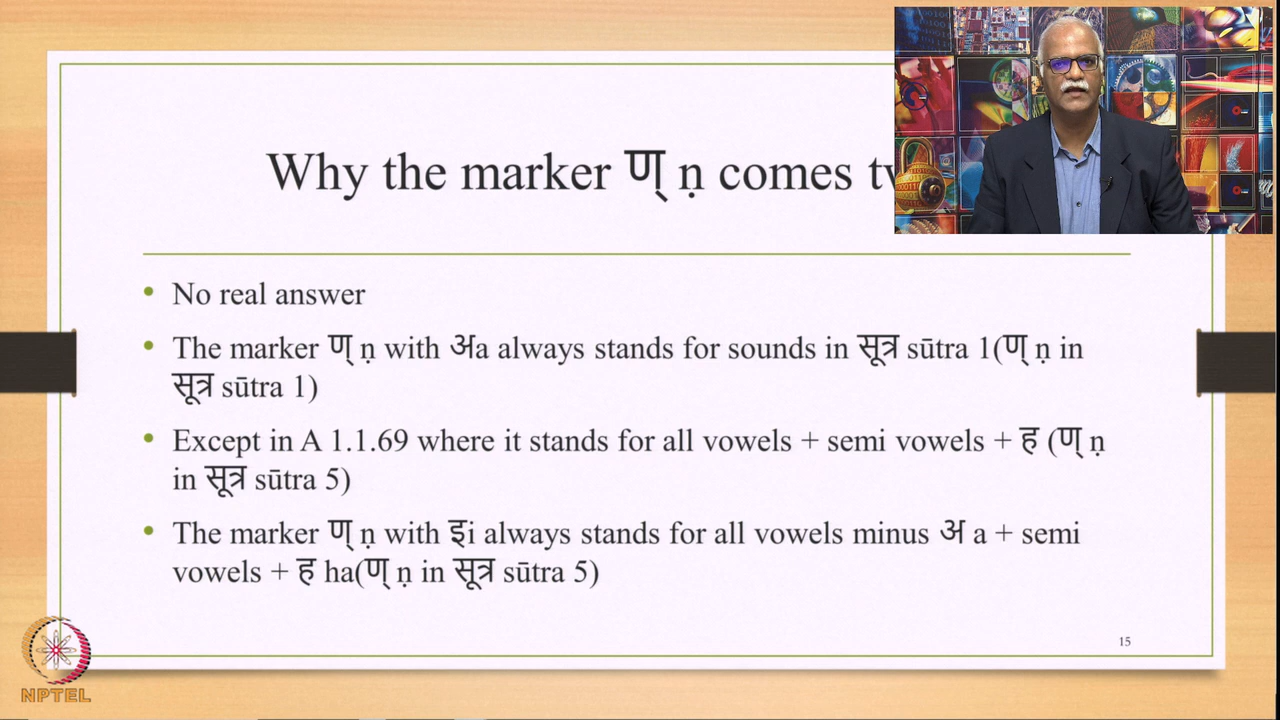 Why the marker ण् ṇ comes
• No real answer
• The marker ण् ṇ with अa always stands for sounds in सूत्र sūtra 1(ण् ṇ in
सूत्र sūtra 1)
• Except in A 1.1.69 where it stands for all vowels + semi vowels + ह (ण् ṇ
in सूत्र sūtra 5)
• The marker ण् ṇ with इi always stands for all vowels minus अ a + semi
vowels + ह ha(ण् ṇ in सूत्र sūtra 5)
15
NPTEL